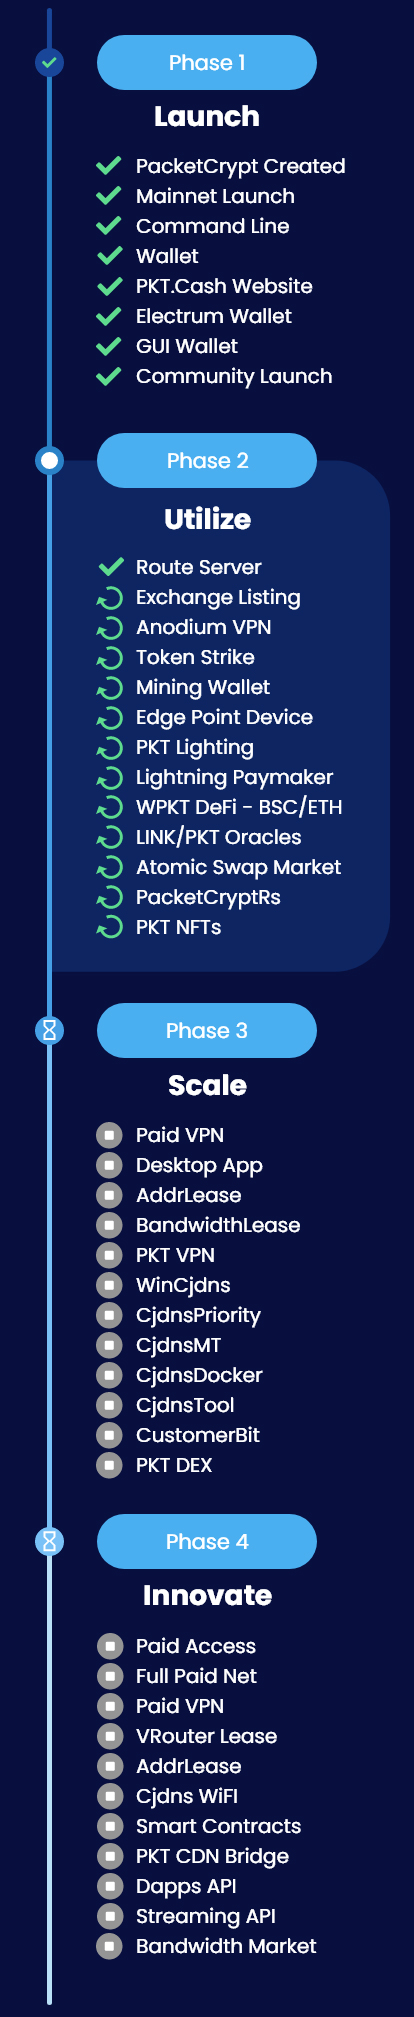 Phase 1
Launch
PacketCrypt Created
Mainnet Launch
Command Line
Wallet
PKT.Cash Website
Electrum Wallet
GUI Wallet
Community Launch
Phase 2
Utilize
Route Server
Exchange Listing
Anodium VPN
Token Strike
Mining Wallet
Edge Point Device
PKT Lighting
Lightning Paymaker
WPKT DeFi - BSC/ETH
LINK/PKT Oracles
Atomic Swap Market
PacketCryptRs
PKT NFTs
Phase 3
Scale
Paid VPN
Desktop App
AddrLease
BandwidthLease
PKT VPN
WinCjdns
CjdnsPriority
CjdnsMT
CjdnsDocker
CjdnsTool
CustomerBit
PKT DEX
Phase 4
Innovate
Paid Access
Full Paid Net
Paid VPN
VRouter Lease
AddrLease
Cjdns WiFI
Smart Contracts
PKT CDN Bridge
Dapps API
Streaming API
Bandwidth Market